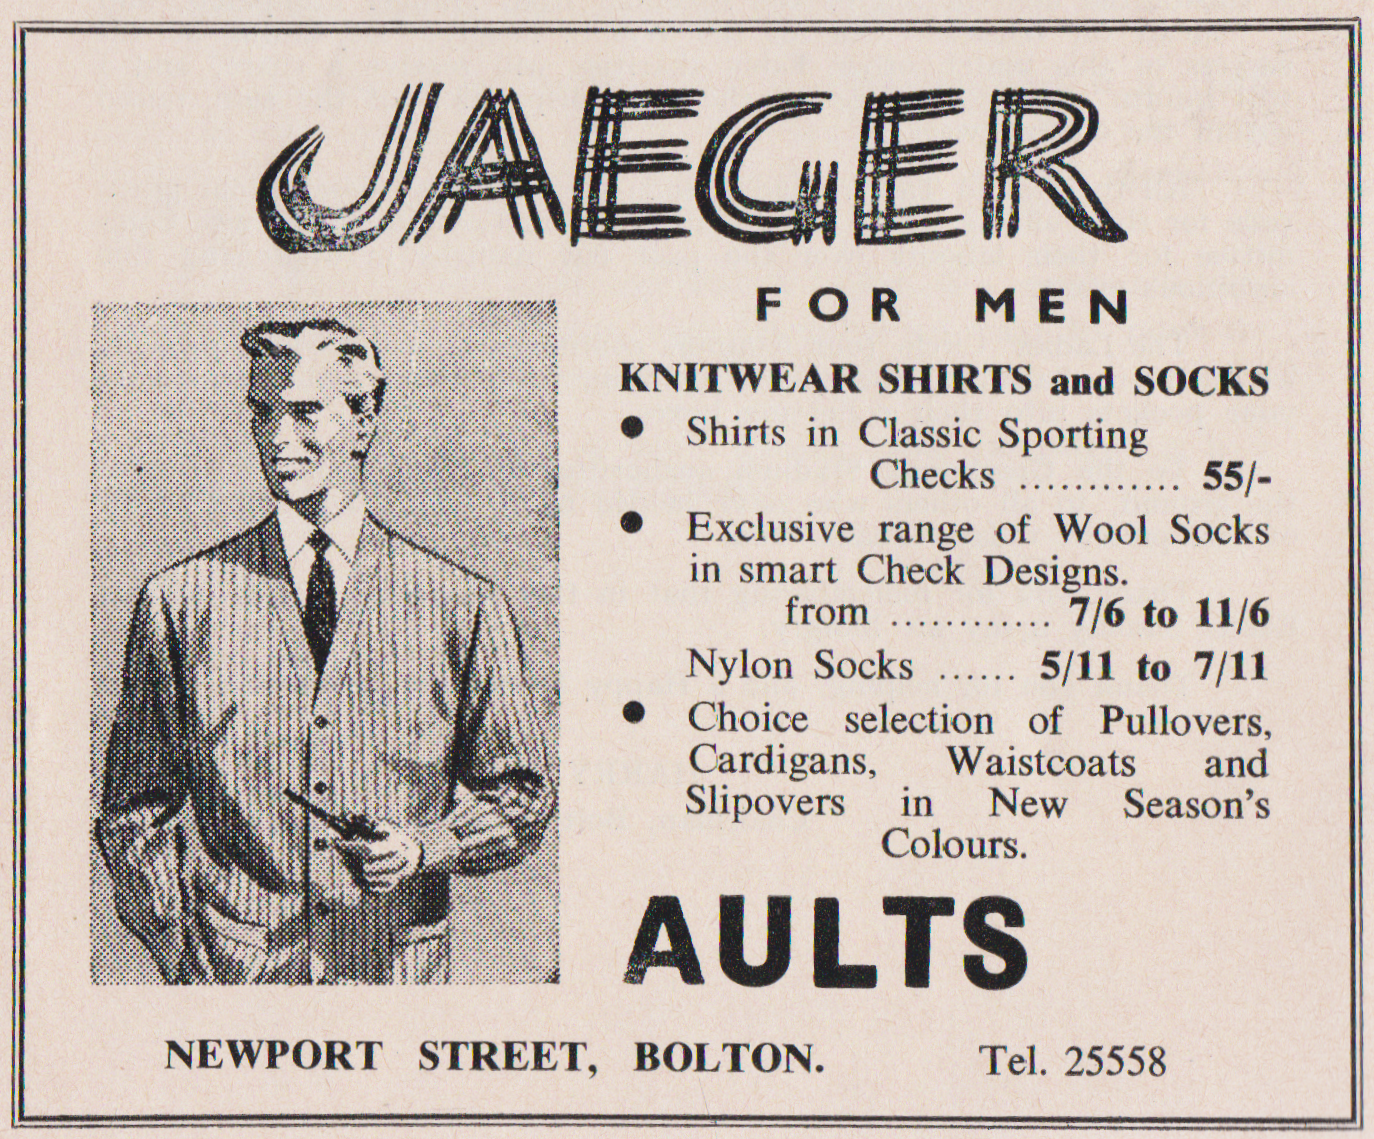 JAEGER
FOR MEN
KNITWEAR SHIRTS and SOCKS
● Shirts in Classic Sporting
Checks ............ 55/-
● Exclusive range of Wool Socks
in smart Check Designs.
from ............ 7/6 to 11/6
Nylon Socks ...... 5/11 to 7/11
● Choice selection of Pullovers,
Cardigans, Waistcoats and
Slipovers in New Season's
Colours.
AULTS
NEWPORT STREET, BOLTON. Tel. 25558